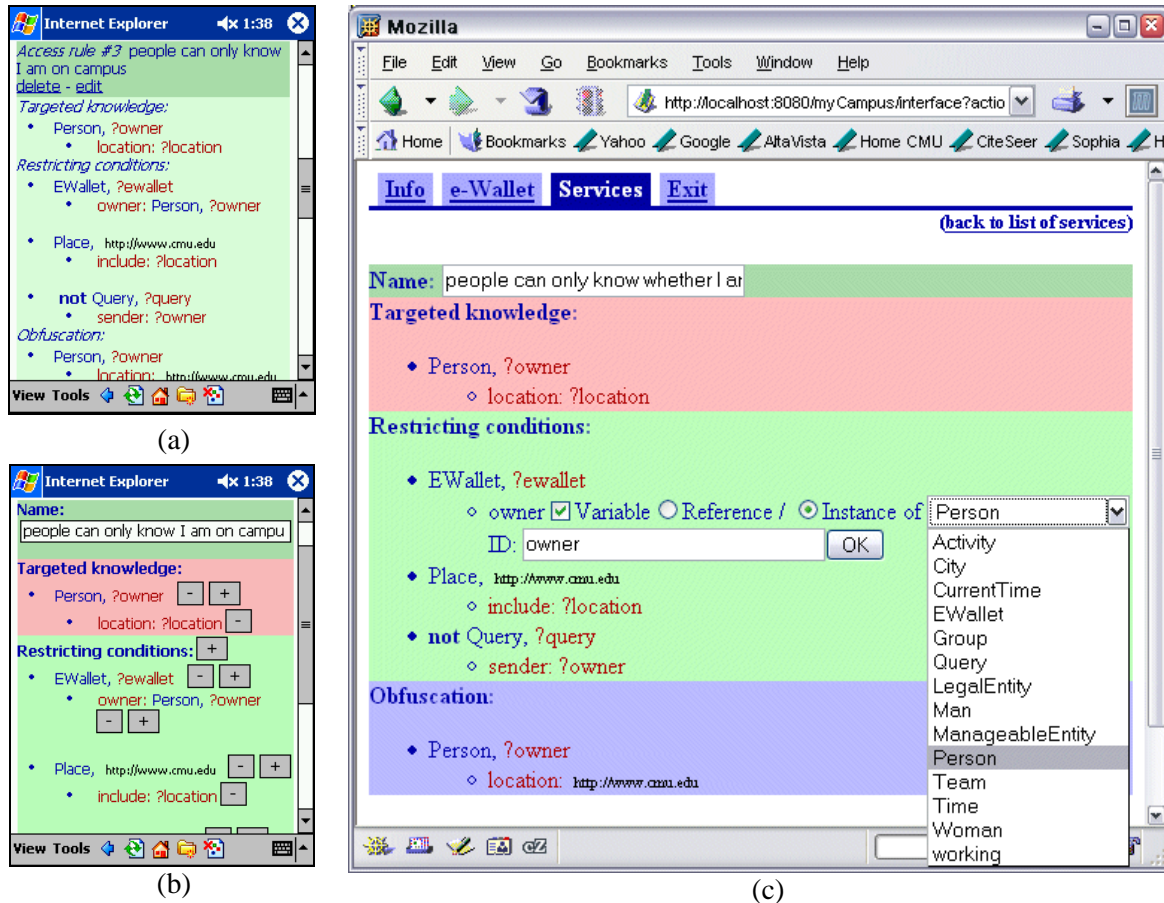 Internet Explorer 1:38
Access rule #3 people can only know
I am on campus
delete - edit
Targeted knowledge:
Person, ?owner
location: ?location
Restricting conditions:
EWallet, ?ewallet
owner: Person, ?owner
Place, http://www.cmu.edu
include: ?location
not Query, ?query
sender: ?owner
Obfuscation:
Person, ?owner
location: http://www.cmu.edu
View Tools
(a)
Internet Explorer 1:38
Name:
people can only know I am on campu
Targeted knowledge:
Person, ?owner - +
location: ?location -
Restricting conditions: +
EWallet, ?ewallet - +
owner: Person, ?owner
- +
Place, http://www.cmu.edu - +
include: ?location -
View Tools
(b)
Mozilla
File Edit View Go Bookmarks Tools Window Help
http://localhost:8080/myCampus/interface?actio
Home Bookmarks Yahoo Google AltaVista Home CMU CiteSeer Sophia H
Info e-Wallet Services Exit
(back to list of services)
Name: people can only know whether I ar
Targeted knowledge:
Person, ?owner
location: ?location
Restricting conditions:
EWallet, ?ewallet
owner Variable Reference / Instance of Person
ID: owner OK
Place, http://www.cmu.edu
include: ?location
not Query, ?query
sender: ?owner
Obfuscation:
Person, ?owner
location: http://www.cmu.edu
Activity
City
CurrentTime
EWallet
Group
Query
LegalEntity
Man
ManageableEntity
Person
Team
Time
Woman
working
(c)